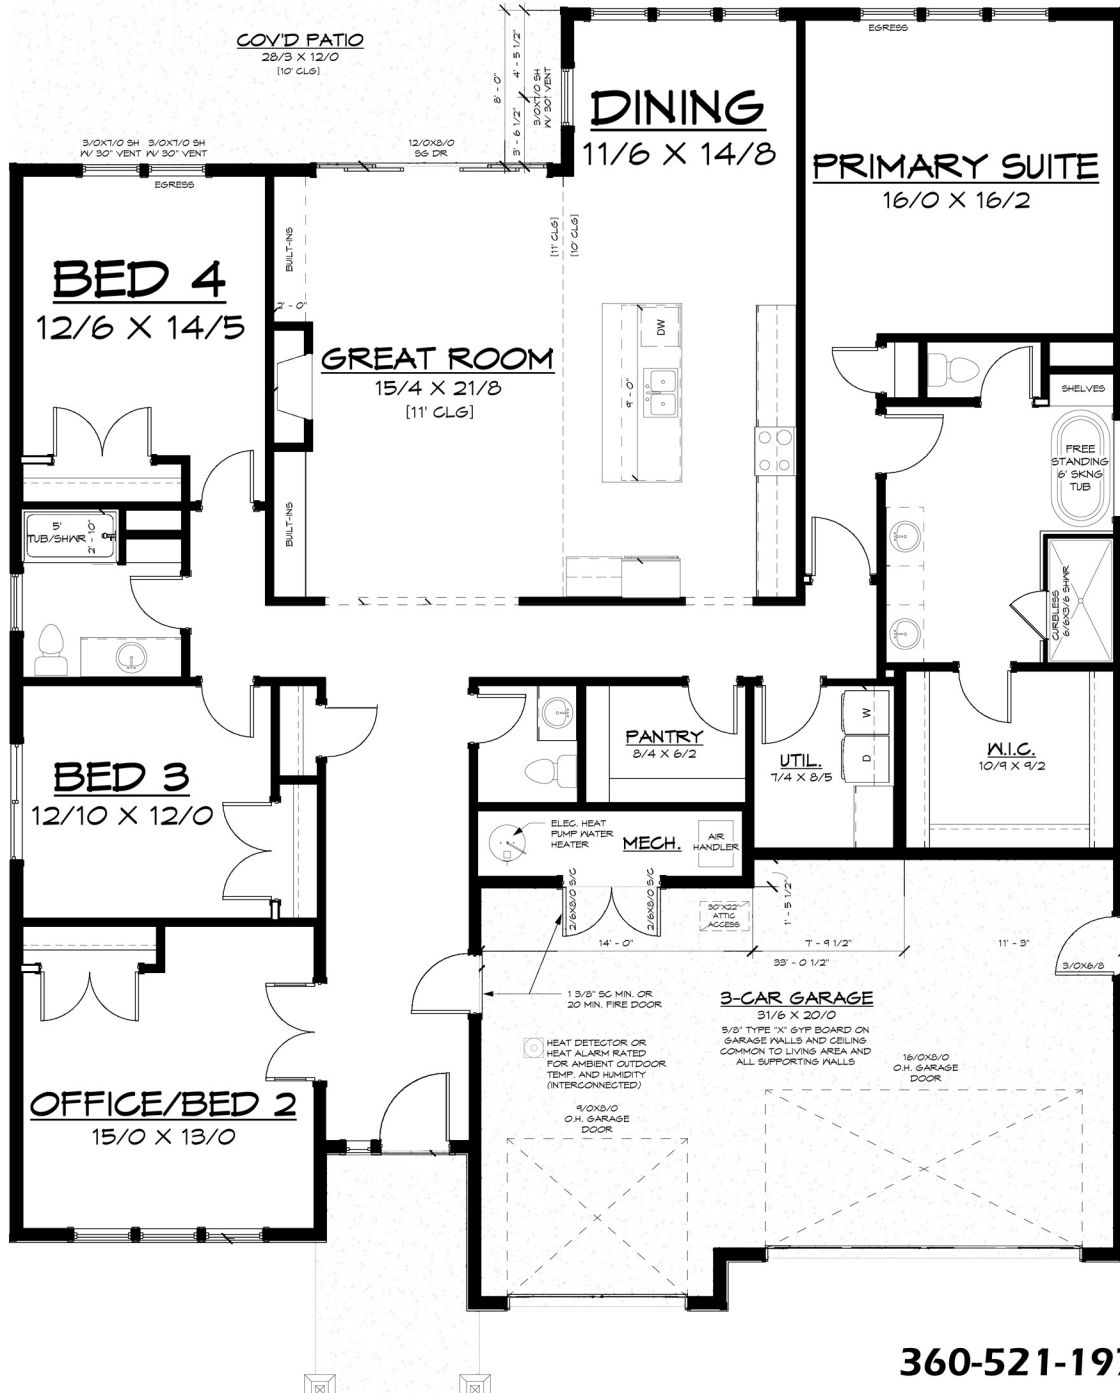 COV'D PATIO
28/3 X 12/0
[10' CLG]
8' - 0"
4' - 5 1/2"
3' - 6 1/2"
3/0X7/0 SH
W/ 30" VENT
DINING
11/6 X 14/8
EGRESS
PRIMARY SUITE
16/0 X 16/2
3/0X7/0 SH
W/ 30" VENT
3/0X7/0 SH
W/ 30" VENT
EGRESS
12/0X8/0
SG DR
BED 4
12/6 X 14/5
BUILT-INS
2' - 0"
[11' CLG]
[10' CLG]
GREAT ROOM
15/4 X 21/8
[11' CLG]
DW
9' - 0"
SHELVES
FREE
STANDING
6' SKNG
TUB
5'
TUB/SHWR
2' - 10"
BUILT-INS
CURBLESS
6/6X3/6 SHWR
BED 3
12/10 X 12/0
PANTRY
8/4 X 6/2
UTIL.
7/4 X 8/5
W
D
W.I.C.
10/9 X 9/2
ELEC. HEAT
PUMP WATER
HEATER
MECH.
AIR
HANDLER
2/6X8/0 S/C
2/6X8/0 S/C
30"X22"
ATTIC
ACCESS
1' - 5 1/2"
14' - 0"
7' - 9 1/2"
11' - 3"
33' - 0 1/2"
3/0X6/8
1 3/8" SC MIN. OR
20 MIN. FIRE DOOR
3-CAR GARAGE
31/6 X 20/0
5/8" TYPE "X" GYP BOARD ON
GARAGE WALLS AND CEILING
COMMON TO LIVING AREA AND
ALL SUPPORTING WALLS
HEAT DETECTOR OR
HEAT ALARM RATED
FOR AMBIENT OUTDOOR
TEMP. AND HUMIDITY
(INTERCONNECTED)
16/0X8/0
O.H. GARAGE
DOOR
9/0X8/0
O.H. GARAGE
DOOR
OFFICE/BED 2
15/0 X 13/0
360-521-197